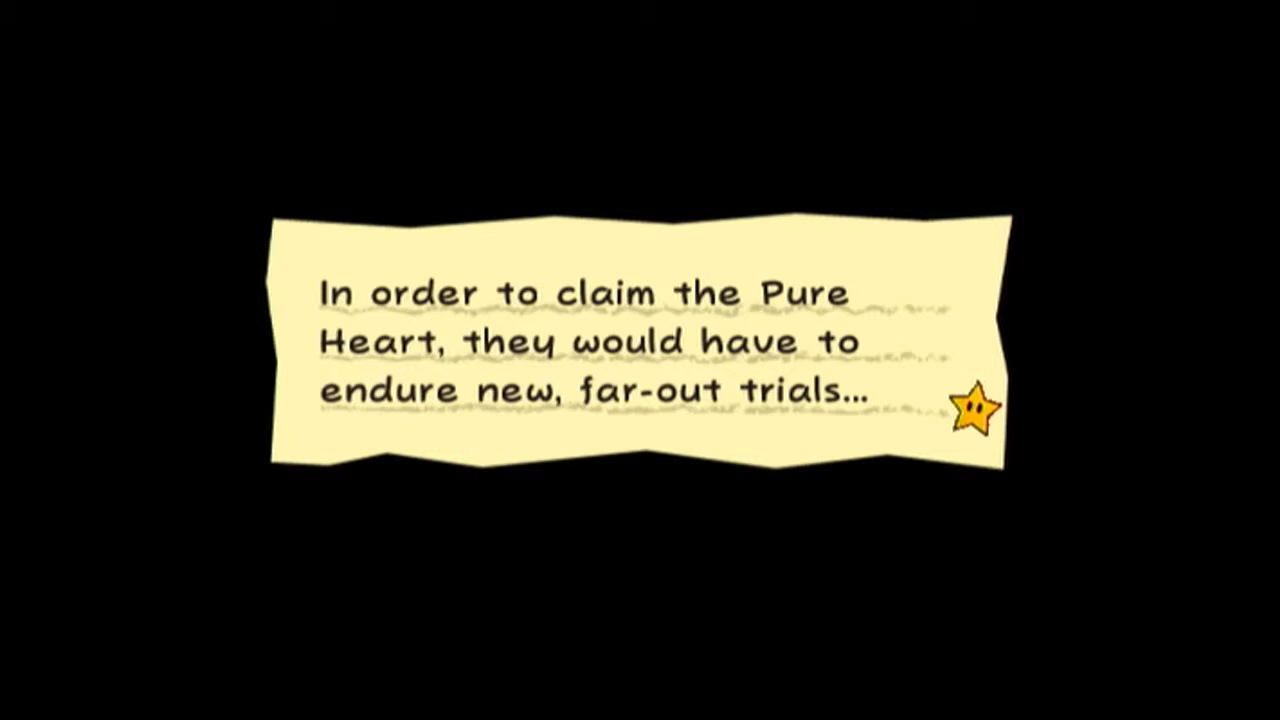 In order to claim the Pure
Heart, they would have to
endure new, far-out trials...